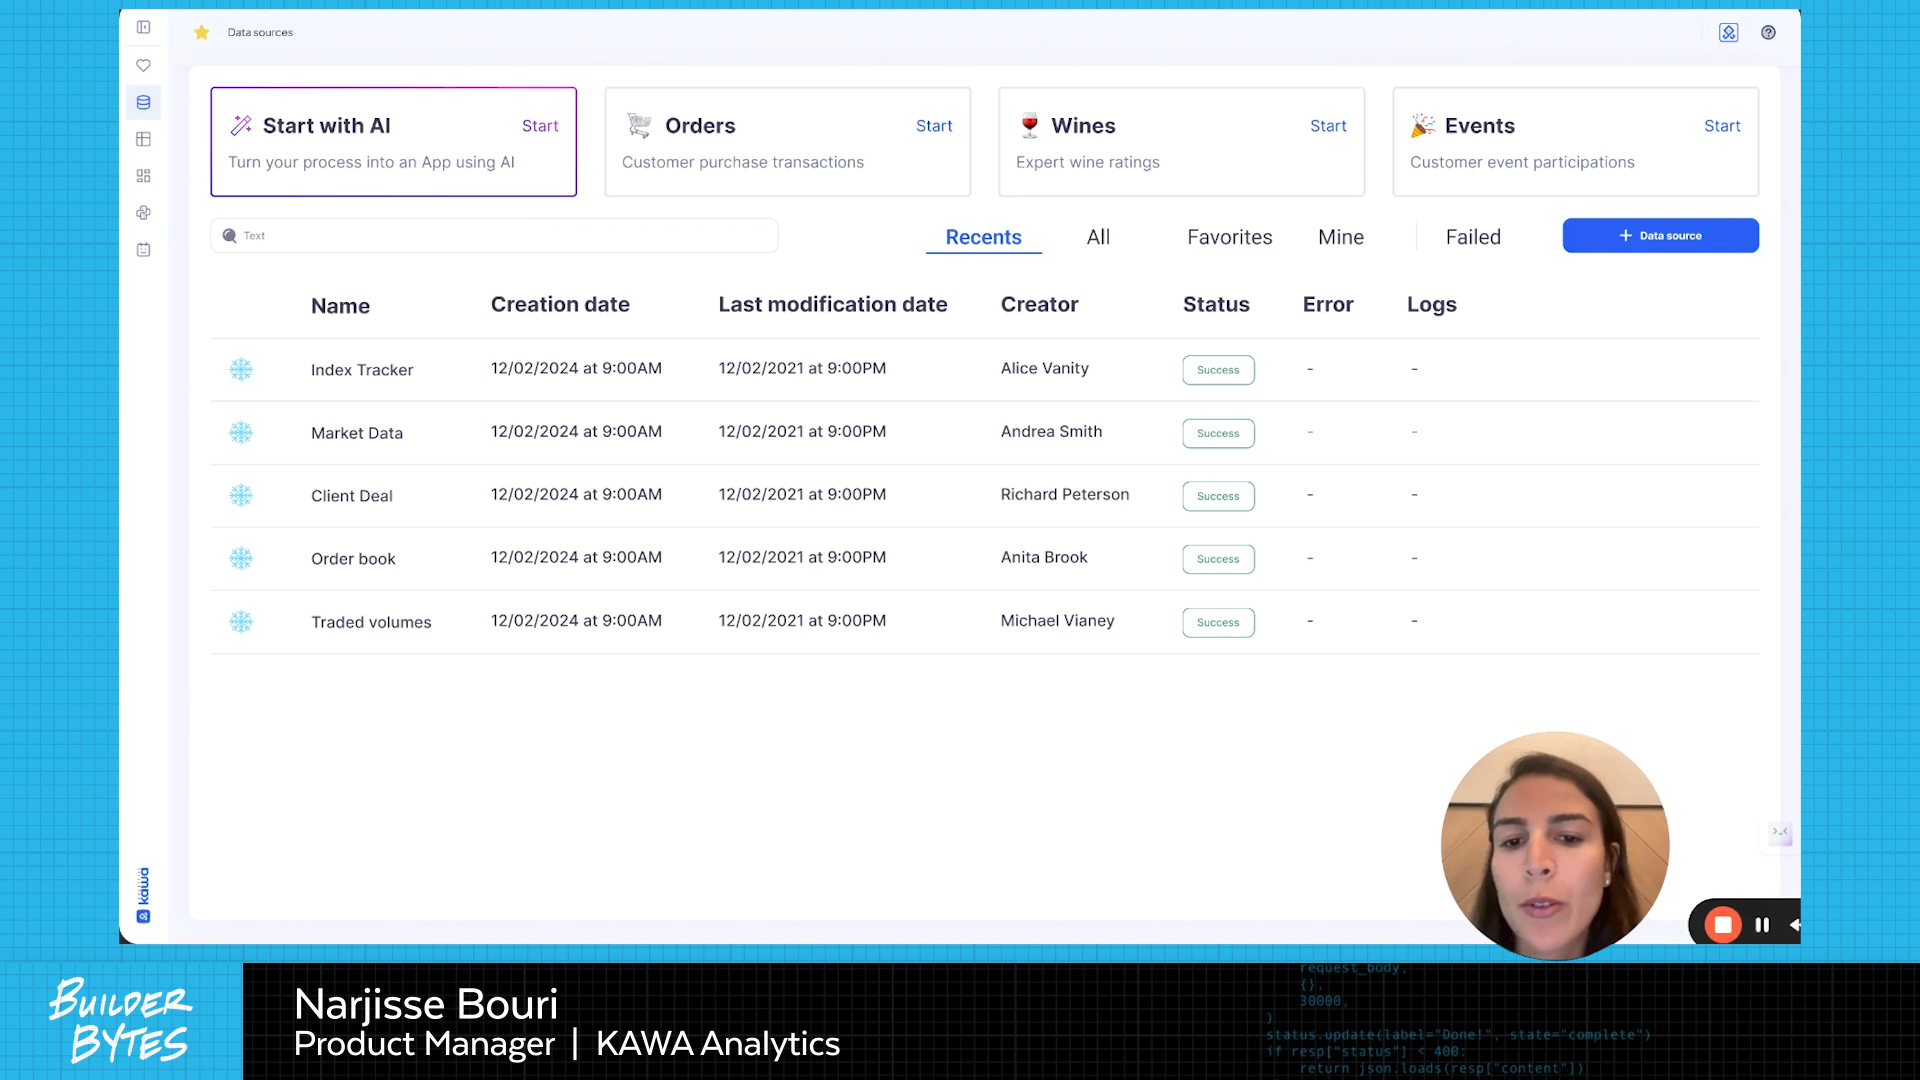 Data sources
Start with AI
Start
Turn your process into an App using AI
Orders
Start
Customer purchase transactions
Wines
Start
Expert wine ratings
Events
Start
Customer event participations
Text
Recents
All
Favorites
Mine
Failed
+ Data source
Name Creation date Last modification date Creator Status Error Logs
Index Tracker 12/02/2024 at 9:00AM 12/02/2021 at 9:00PM Alice Vanity Success - -
Market Data 12/02/2024 at 9:00AM 12/02/2021 at 9:00PM Andrea Smith Success - -
Client Deal 12/02/2024 at 9:00AM 12/02/2021 at 9:00PM Richard Peterson Success - -
Order book 12/02/2024 at 9:00AM 12/02/2021 at 9:00PM Anita Brook Success - -
Traded volumes 12/02/2024 at 9:00AM 12/02/2021 at 9:00PM Michael Vianey Success - -
kawa
BUILDER
BYTES
Narjisse Bouri
Product Manager | KAWA Analytics
request_body,
{},
30000,
)
status.update(label="Done!", state="complete")
if resp["status"] < 400:
return json.loads(resp["content"])